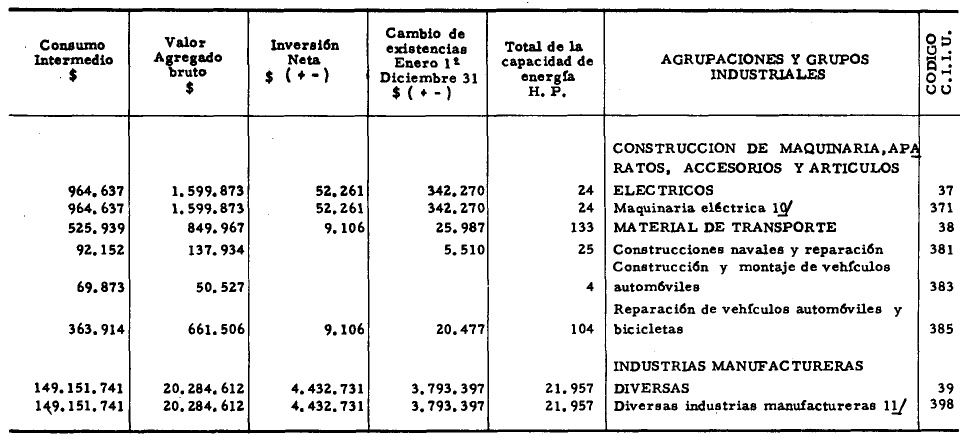 Consumo Intermedio $ | Valor Agregado bruto $ | Inversión Neta $ ( + - ) | Cambio de existencias Enero 1º Diciembre 31 $ ( + - ) | Total de la capacidad de energía H. P. | AGRUPACIONES Y GRUPOS INDUSTRIALES | CODIGO C.I.I.U.
CONSTRUCCION DE MAQUINARIA, APA
RATOS, ACCESORIOS Y ARTICULOS
964.637 | 1.599.873 | 52.261 | 342.270 | 24 | ELECTRICOS | 37
964.637 | 1.599.873 | 52.261 | 342.270 | 24 | Maquinaria eléctrica 10/ | 371
525.939 | 849.967 | 9.106 | 25.987 | 133 | MATERIAL DE TRANSPORTE | 38
92.152 | 137.934 | | 5.510 | 25 | Construcciones navales y reparación | 381
Construcción y montaje de vehículos
69.873 | 50.527 | | | 4 | automóviles | 383
Reparación de vehículos automóviles y
363.914 | 661.506 | 9.106 | 20.477 | 104 | bicicletas | 385
INDUSTRIAS MANUFACTURERAS
149.151.741 | 20.284.612 | 4.432.731 | 3.793.397 | 21.957 | DIVERSAS | 39
149.151.741 | 20.284.612 | 4.432.731 | 3.793.397 | 21.957 | Diversas industrias manufactureras 11/ | 398